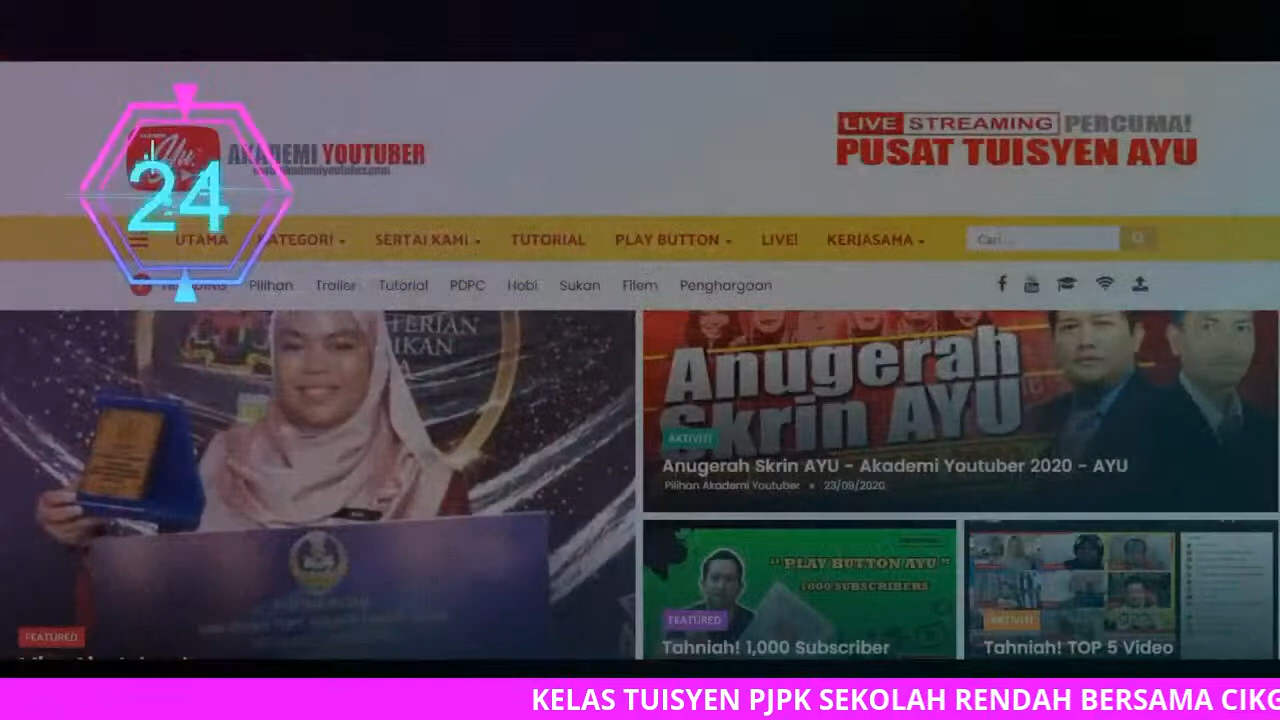 24
AKADEMI YOUTUBER
LIVE STREAMING PERCUMA!
PUSAT TUISYEN AYU
UTAMA KATEGORI SERTAI KAMI TUTORIAL PLAY BUTTON LIVE! KERJASAMA Cari...
TRENDING Pilihan Trailer Tutorial PDPC Hobi Sukan Filem Penghargaan
FEATURED
Anugerah
Skrin AYU
AKTIVITI
Anugerah Skrin AYU - Akademi Youtuber 2020 - AYU
Pilihan Akademi Youtuber 23/09/2020
"PLAY BUTTON AYU"
1000 SUBSCRIBERS
FEATURED
Tahniah! 1,000 Subscriber
AKTIVITI
Tahniah! TOP 5 Video
KELAS TUISYEN PJPK SEKOLAH RENDAH BERSAMA